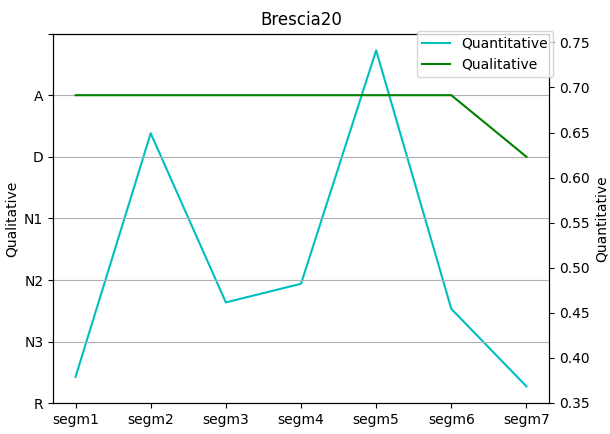 Brescia20
Quantitative
Qualitative
Qualitative
A
D
N1
N2
N3
R
0.75
0.70
0.65
0.60
0.55
0.50
0.45
0.40
0.35
Quantitative
segm1 segm2 segm3 segm4 segm5 segm6 segm7